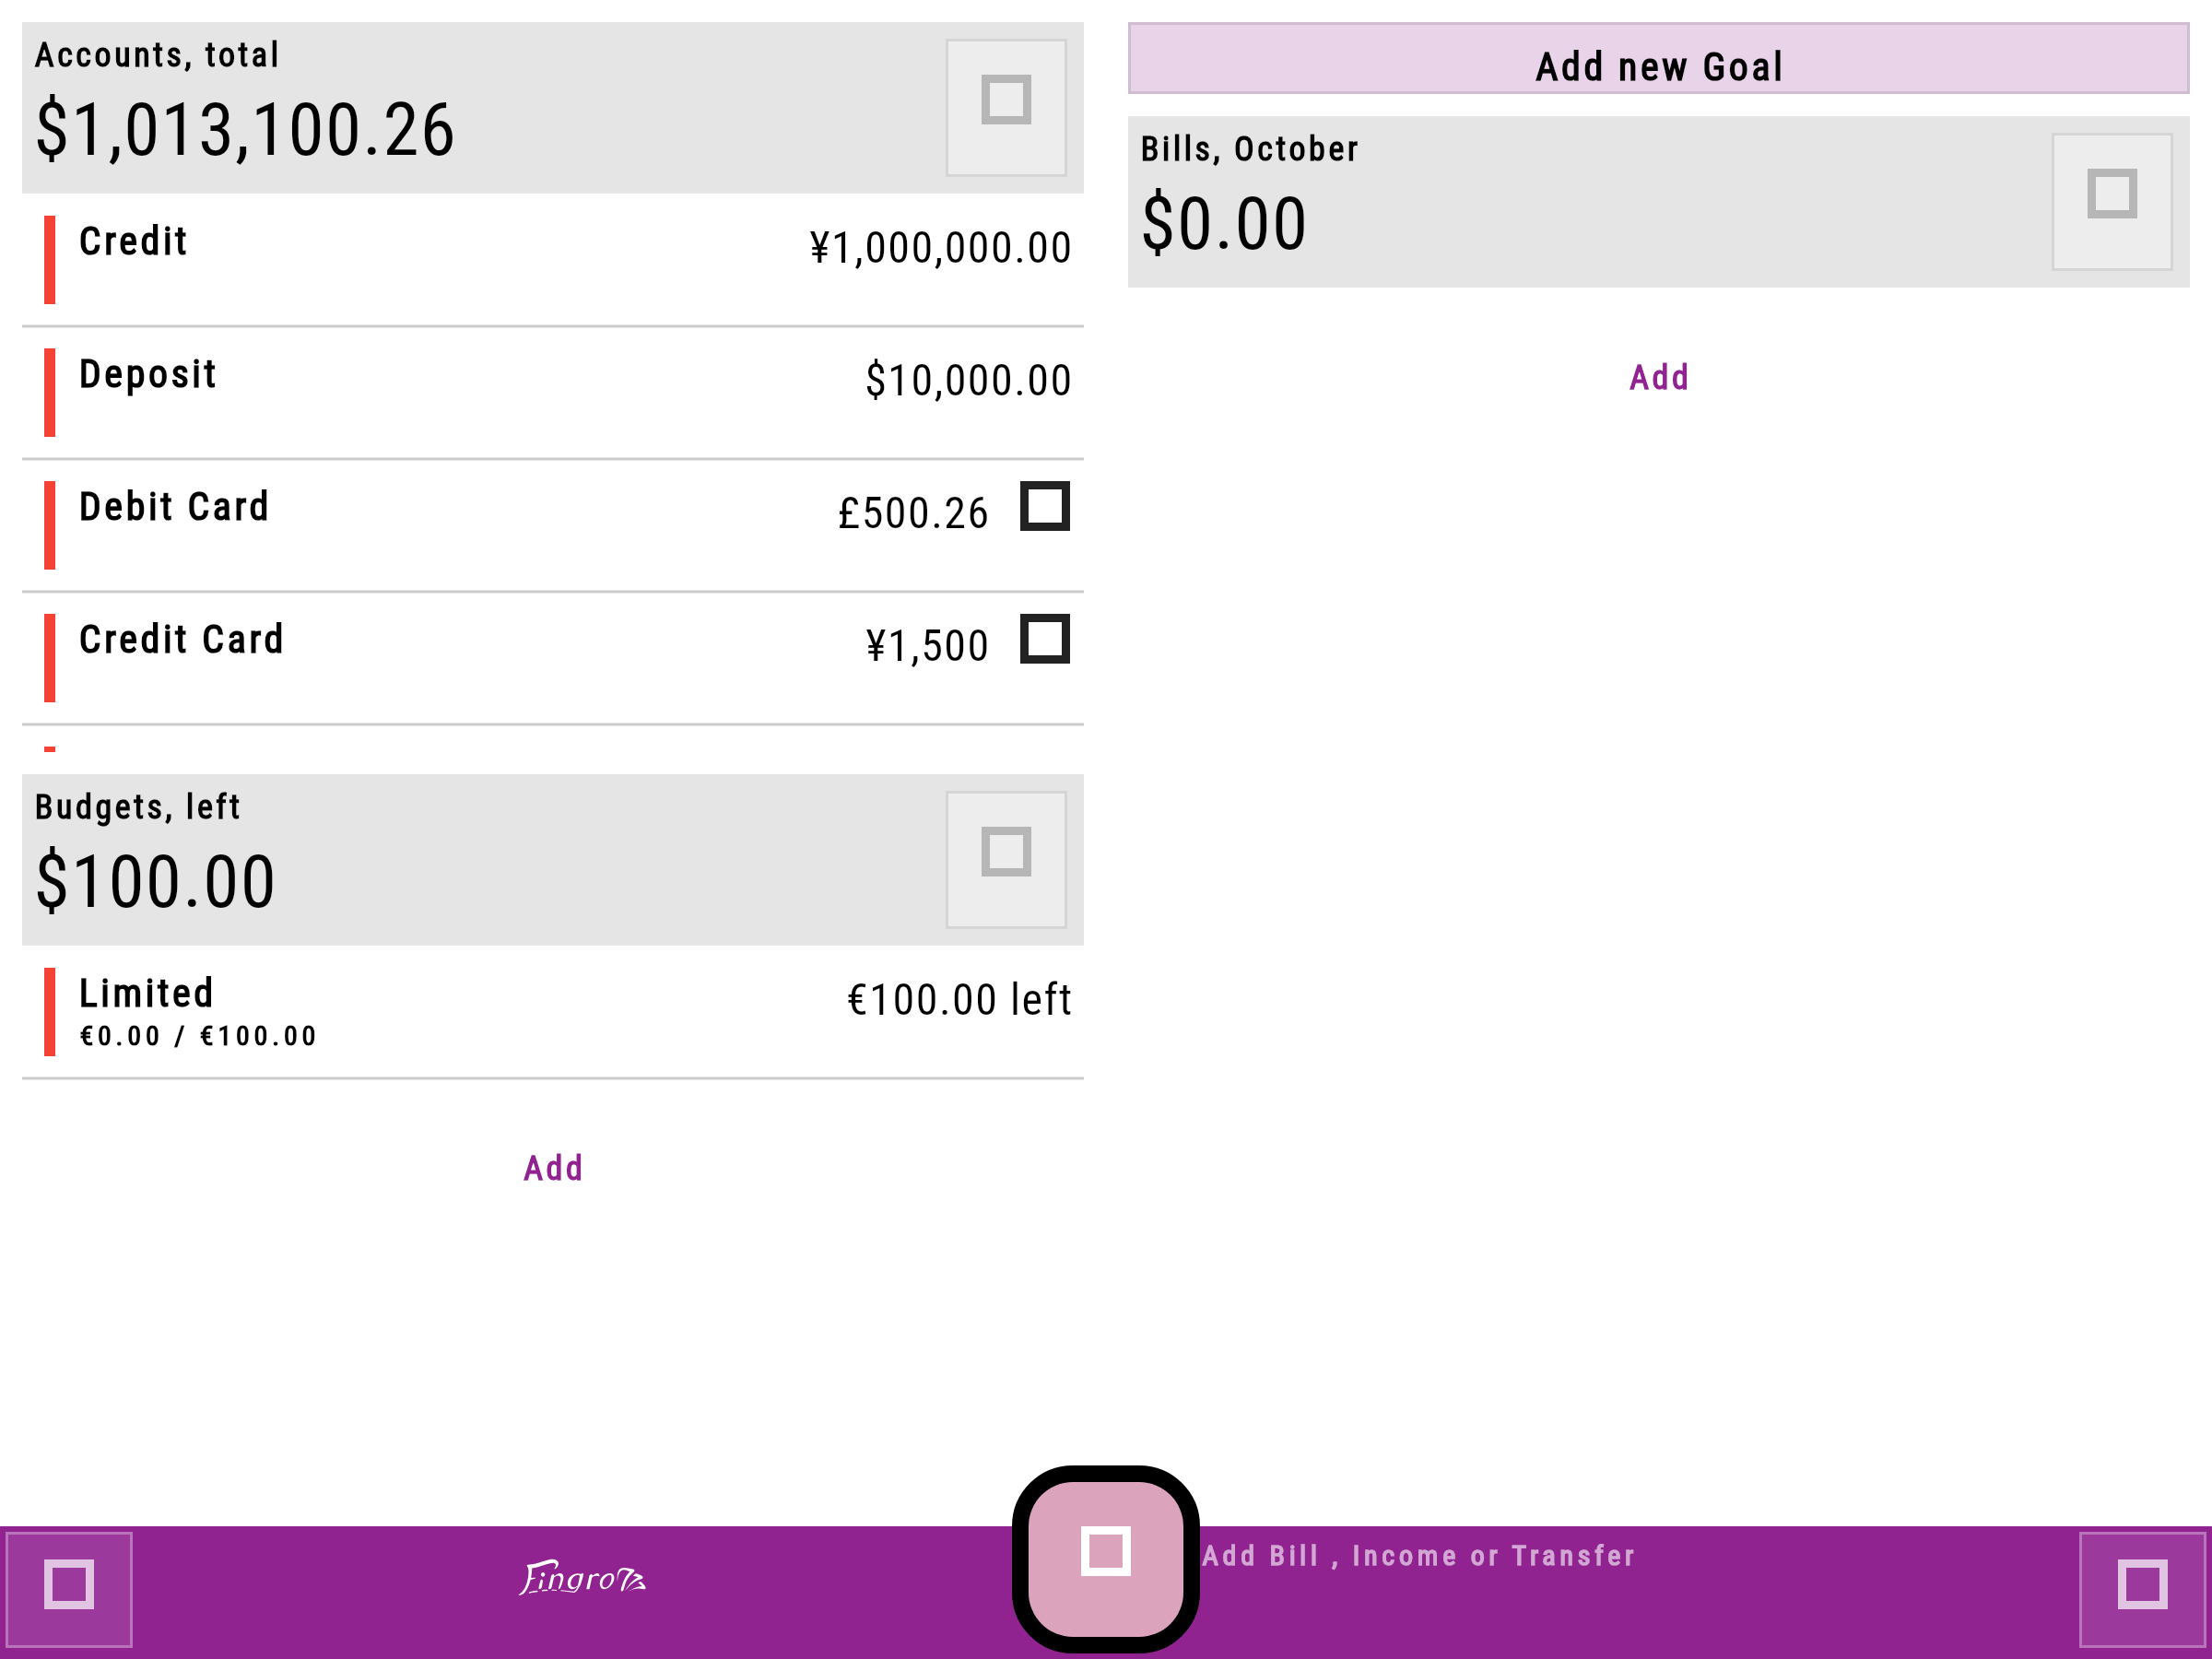 Accounts, total
$1,013,100.26
Credit
¥1,000,000.00
Deposit
$10,000.00
Debit Card
£500.26
Credit Card
¥1,500
Budgets, left
$100.00
Limited
€100.00 left
€0.00 / €100.00
Add
Add new Goal
Bills, October
$0.00
Add
Fingro
Add Bill , Income or Transfer